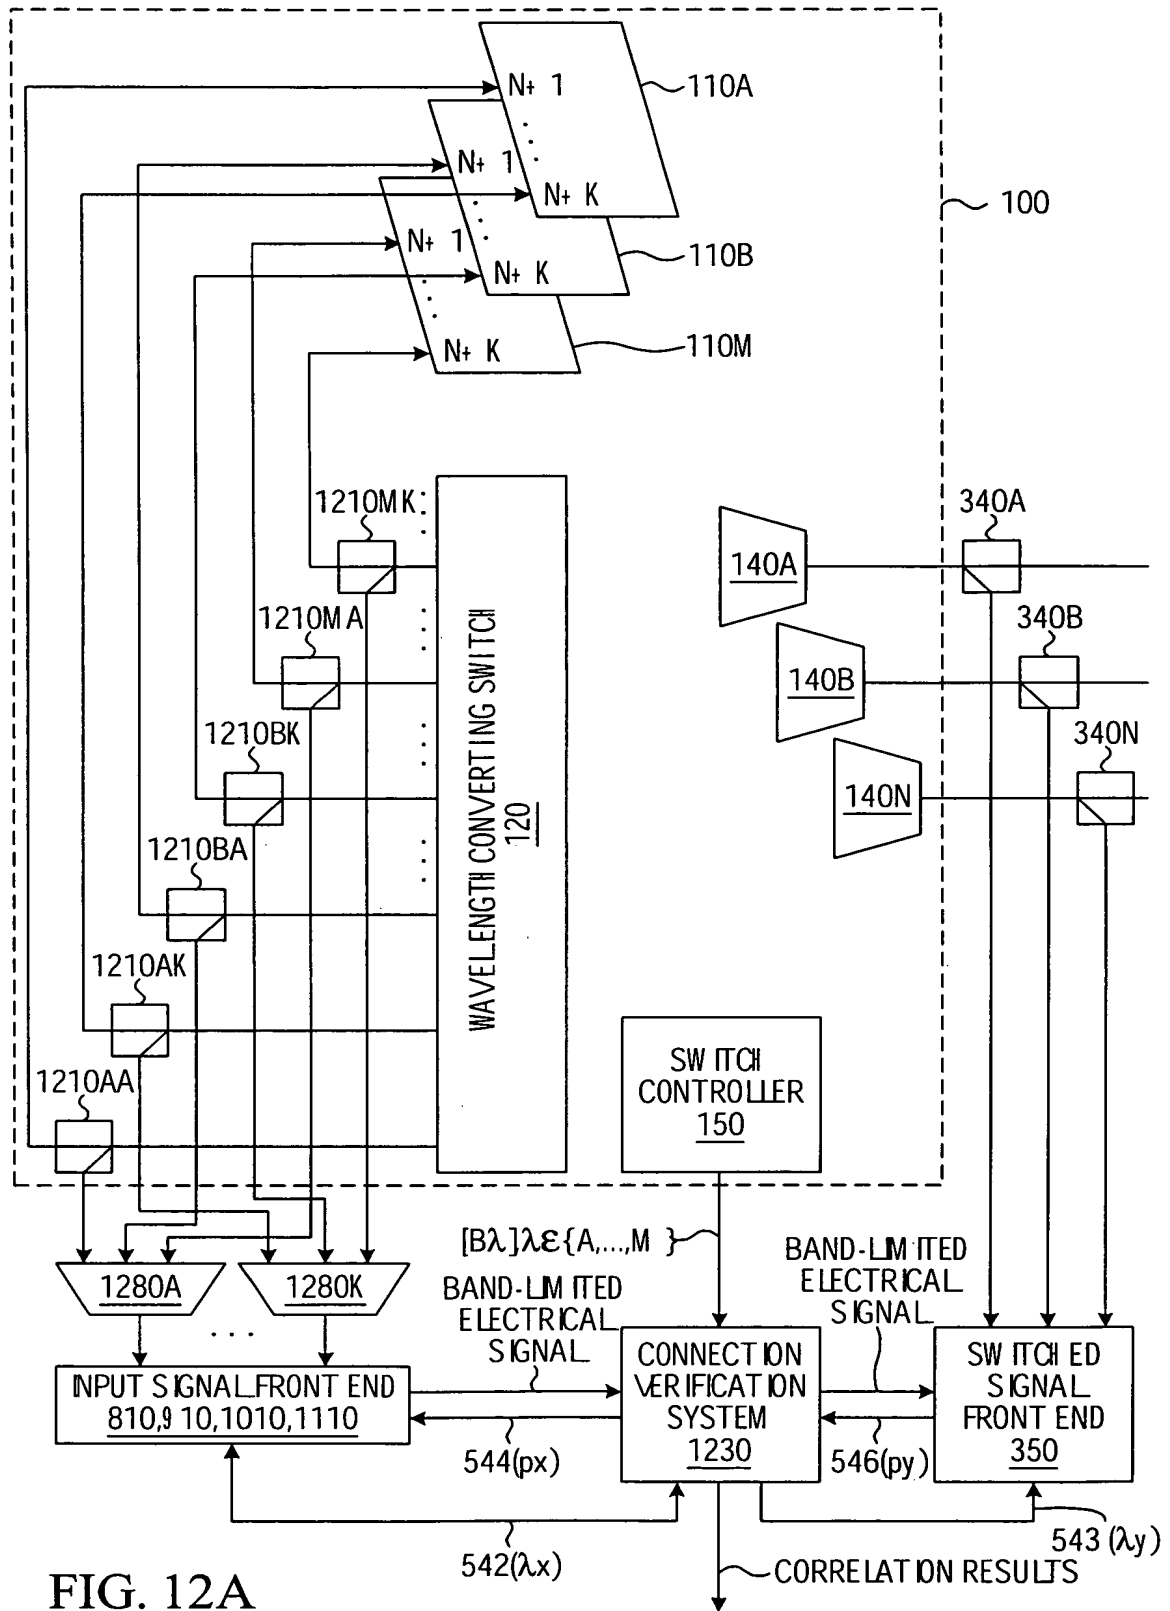 N+ 1
110A
N+ 1
N+ K
100
N+ 1
N+ K
110B
N+ K
110M
1210MK
340A
140A
1210MA
340B
140B
1210BK
340N
140N
WAVELENGTH CONVERTING SWITCH
120
1210BA
1210AK
SWITCH
CONTROLLER
150
1210AA
[Bλ]λε{A,...,M }
BAND-LIMITED
ELECTRICAL
SIGNAL
1280A
1280K
BAND-LIMITED
ELECTRICAL
SIGNAL
INPUT SIGNAL FRONT END
810,910,1010,1110
CONNECTION
VERIFICATION
SYSTEM
1230
SWITCHED
SIGNAL
FRONT END
350
544(px)
546(py)
542(λx)
543 (λy)
CORRELATION RESULTS
FIG. 12A